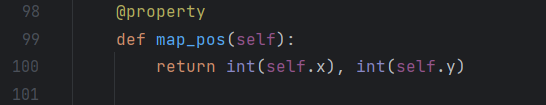 98 @property
99 def map_pos(self):
100 return int(self.x), int(self.y)
101